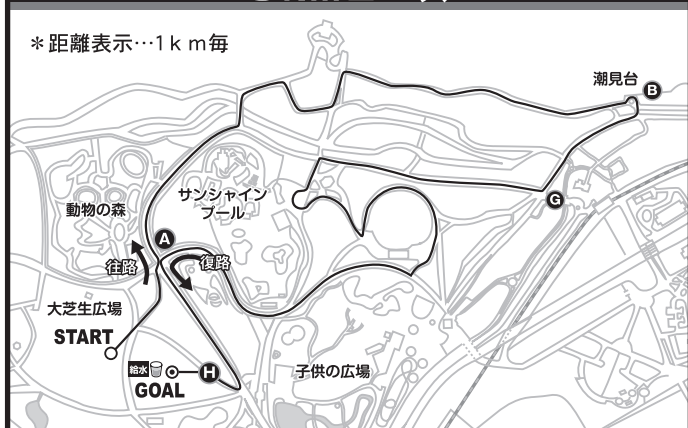 ＊距離表示…1ｋｍ毎
潮見台
B
サンシャイン
プール
動物の森
G
A
往路
復路
大芝生広場
START
給水
H
GOAL
子供の広場